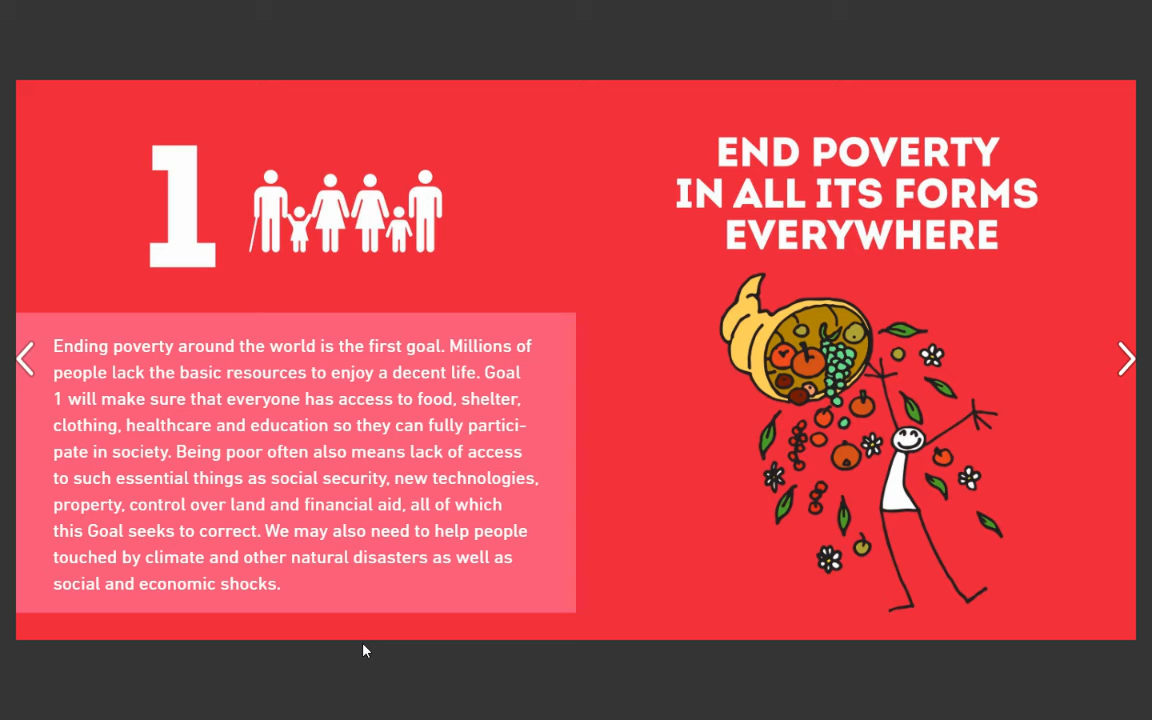 1
Ending poverty around the world is the first goal. Millions of
people lack the basic resources to enjoy a decent life. Goal
1 will make sure that everyone has access to food, shelter,
clothing, healthcare and education so they can fully partici-
pate in society. Being poor often also means lack of access
to such essential things as social security, new technologies,
property, control over land and financial aid, all of which
this Goal seeks to correct. We may also need to help people
touched by climate and other natural disasters as well as
social and economic shocks.
END POVERTY
IN ALL ITS FORMS
EVERYWHERE